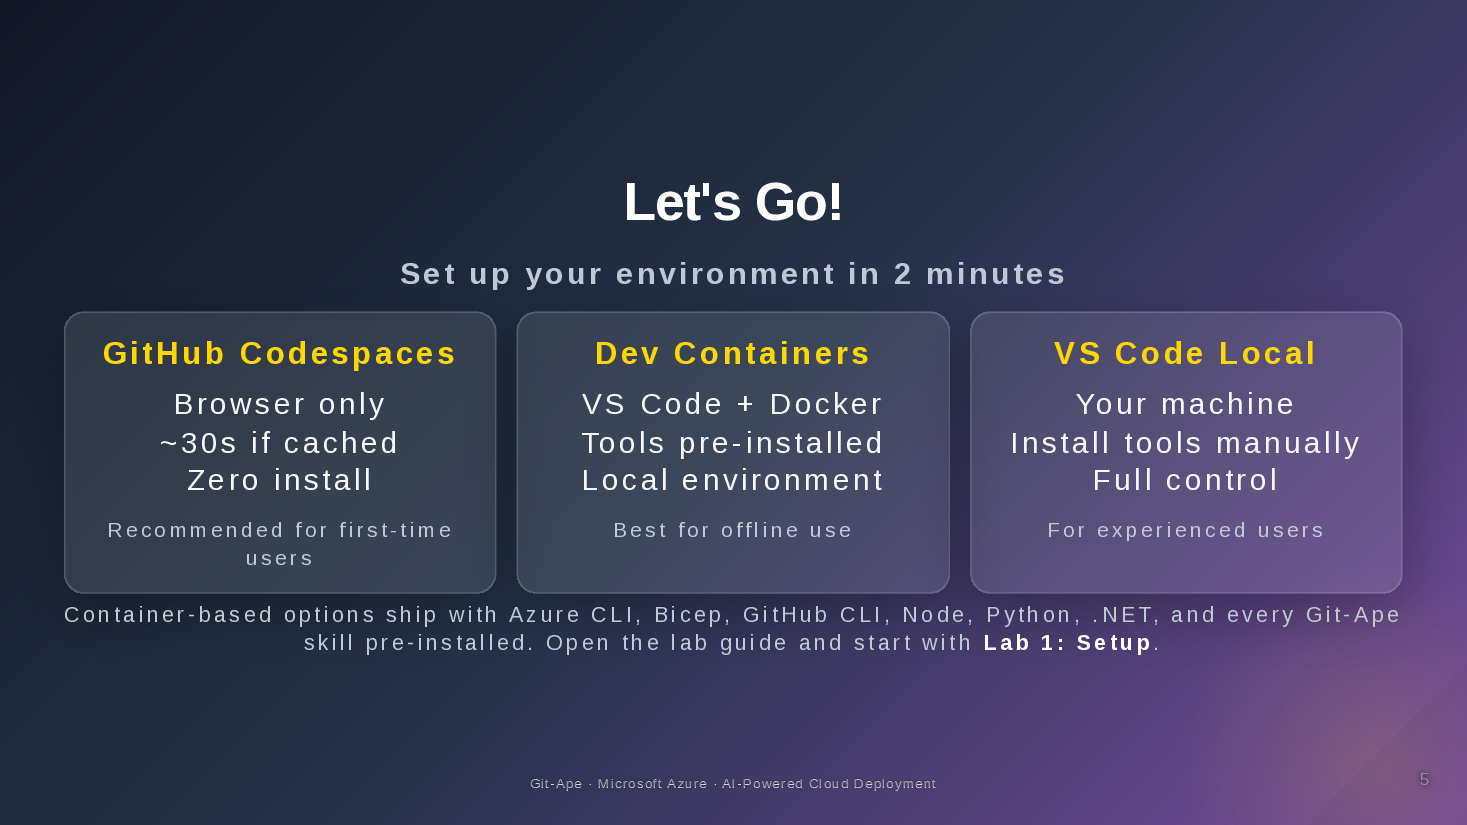 Let's Go!
Set up your environment in 2 minutes
GitHub Codespaces
Browser only
~30s if cached
Zero install
Recommended for first-time
users
Dev Containers
VS Code + Docker
Tools pre-installed
Local environment
Best for offline use
VS Code Local
Your machine
Install tools manually
Full control
For experienced users
Container-based options ship with Azure CLI, Bicep, GitHub CLI, Node, Python, .NET, and every Git-Ape
skill pre-installed. Open the lab guide and start with Lab 1: Setup.
Git-Ape · Microsoft Azure · AI-Powered Cloud Deployment
5